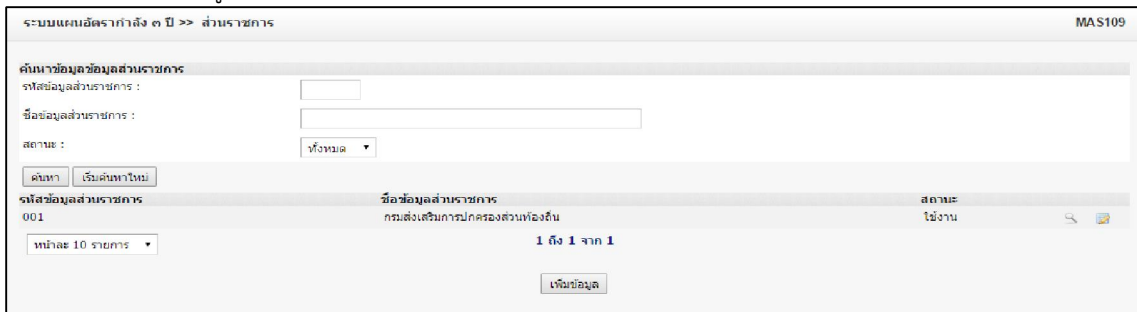 ระบบแผนอัตรากำลัง ๓ ปี >> ส่วนราชการ MAS109
ค้นหาข้อมูลข้อมูลส่วนราชการ
รหัสข้อมูลส่วนราชการ :
ชื่อข้อมูลส่วนราชการ :
สถานะ : ทั้งหมด
ค้นหา เริ่มค้นหาใหม่
รหัสข้อมูลส่วนราชการ ชื่อข้อมูลส่วนราชการ สถานะ
001 กรมส่งเสริมการปกครองส่วนท้องถิ่น ใช้งาน
หน้าละ 10 รายการ 1 ถึง 1 จาก 1
เพิ่มข้อมูล